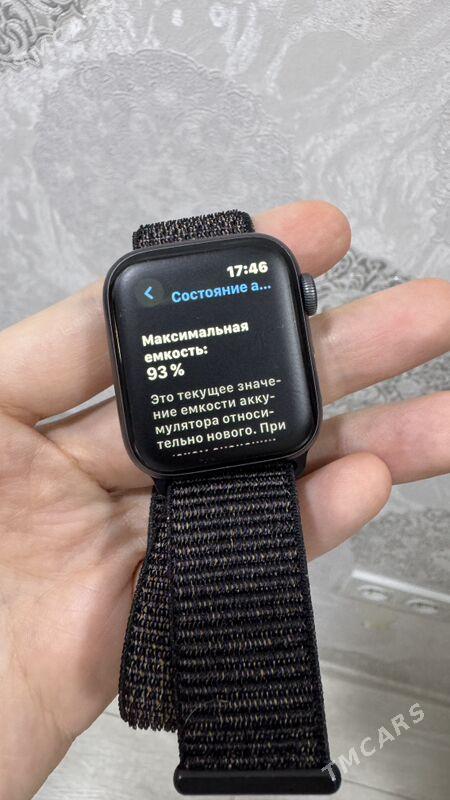 17:46
Состояние а...
Максимальная
емкость:
93 %
Это текущее значе-
ние емкости акку-
мулятора относи-
тельно нового. При
TMCARS